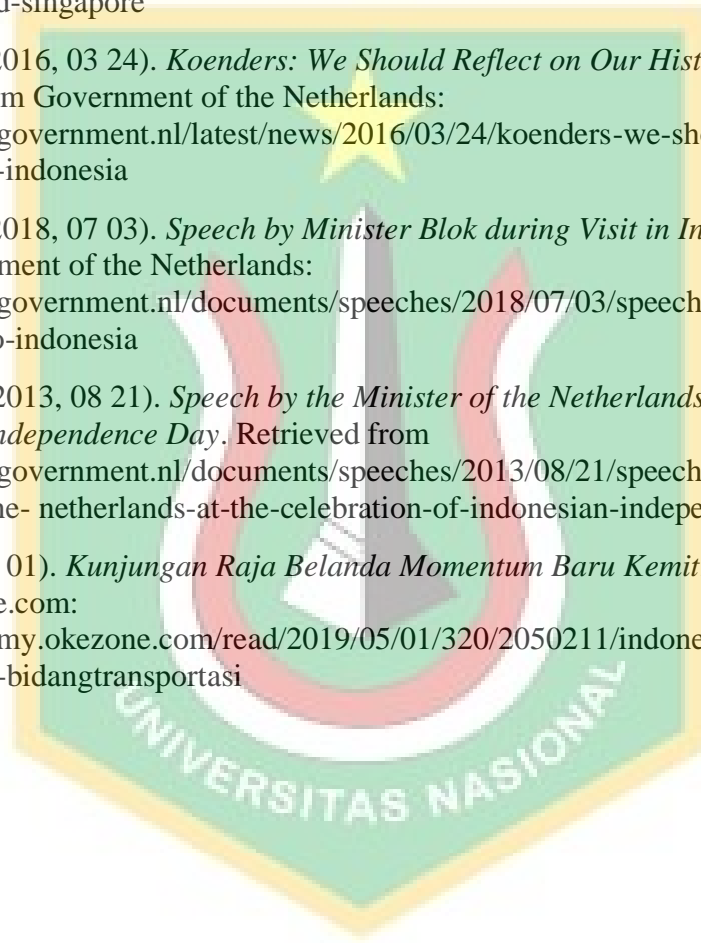 d-singapore
2016, 03 24). Koenders: We Should Reflect on Our Hist
m Government of the Netherlands:
government.nl/latest/news/2016/03/24/koenders-we-sh
-indonesia
2018, 07 03). Speech by Minister Blok during Visit in In
ment of the Netherlands:
government.nl/documents/speeches/2018/07/03/speech
o-indonesia
2013, 08 21). Speech by the Minister of the Netherlands
ndependence Day. Retrieved from
government.nl/documents/speeches/2013/08/21/speech
ne- netherlands-at-the-celebration-of-indonesian-indepe
01). Kunjungan Raja Belanda Momentum Baru Kemit
e.com:
my.okezone.com/read/2019/05/01/320/2050211/indone
-bidangtransportasi
UNIVERSITAS NASIONAL